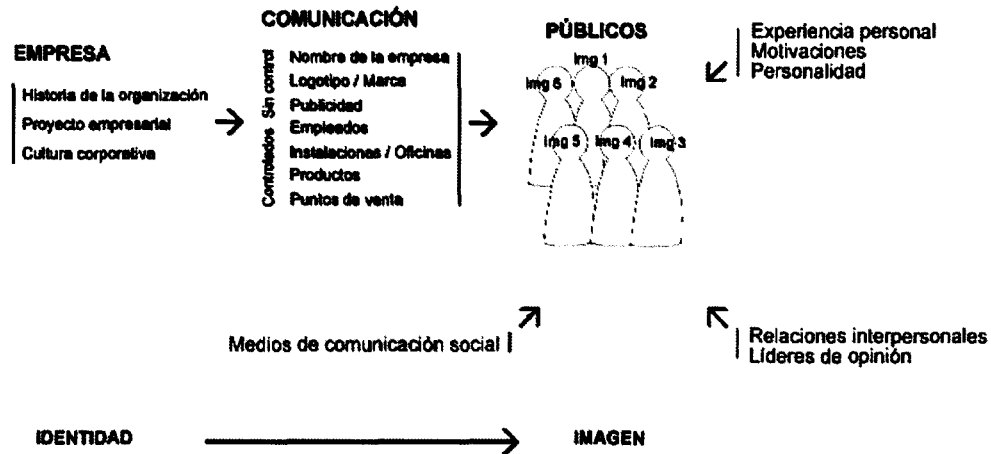 EMPRESA
Historia de la organización
Proyecto empresarial
Cultura corporativa
COMUNICACIÓN
Controlados Sin control
Nombre de la empresa
Logotipo / Marca
Publicidad
Empleados
Instalaciones / Oficinas
Productos
Puntos de venta
PÚBLICOS
Img 1
Img 6
Img 2
Img 5
Img 4
Img 3
Experiencia personal
Motivaciones
Personalidad
Medios de comunicación social
Relaciones interpersonales
Líderes de opinión
IDENTIDAD
IMAGEN